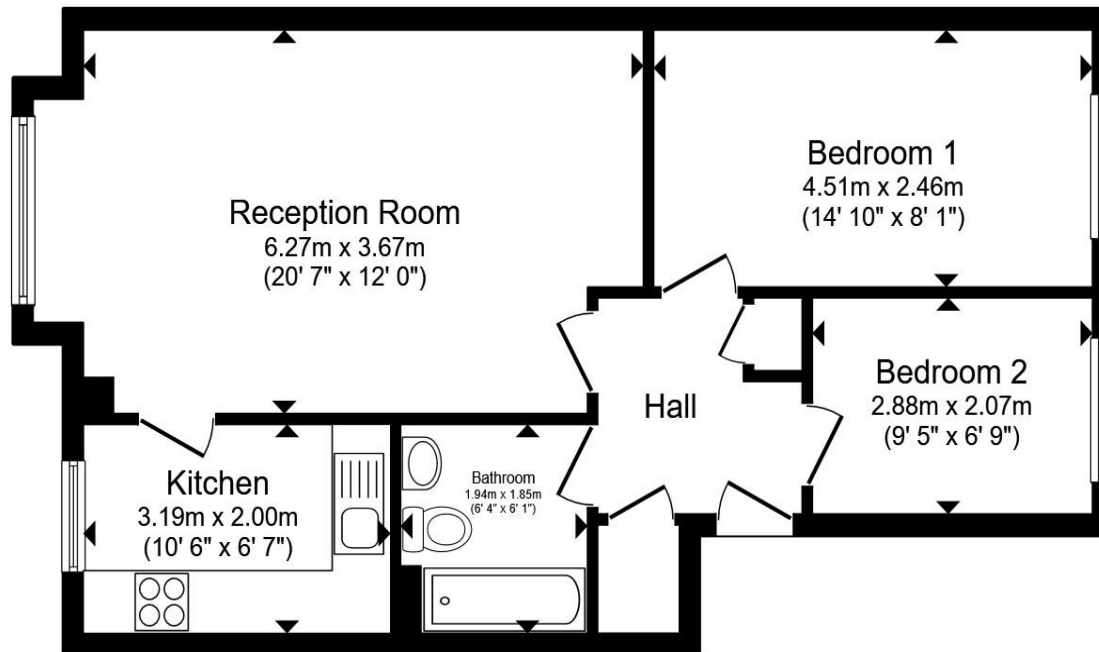 Reception Room
6.27m x 3.67m
(20' 7" x 12' 0")
Bedroom 1
4.51m x 2.46m
(14' 10" x 8' 1")
Hall
Bedroom 2
2.88m x 2.07m
(9' 5" x 6' 9")
Kitchen
3.19m x 2.00m
(10' 6" x 6' 7")
Bathroom
1.94m x 1.85m
(6' 4" x 6' 1")